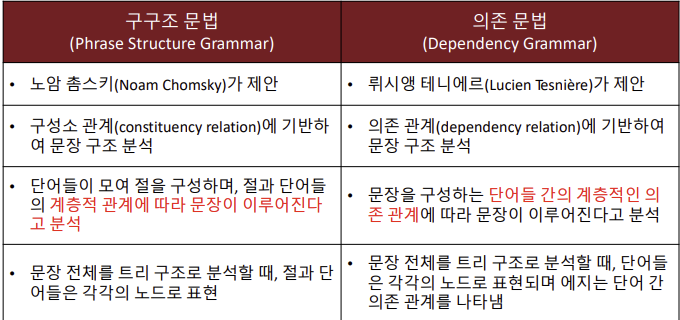 구구조 문법
(Phrase Structure Grammar)
의존 문법
(Dependency Grammar)
• 노암 촘스키(Noam Chomsky)가 제안
• 뤼시앵 테니에르(Lucien Tesnière)가 제안
• 구성소 관계(constituency relation)에 기반하
여 문장 구조 분석
• 의존 관계(dependency relation)에 기반하여
문장 구조 분석
• 단어들이 모여 절을 구성하며, 절과 단어들
의 계층적 관계에 따라 문장이 이루어진다
고 분석
• 문장을 구성하는 단어들 간의 계층적인 의
존 관계에 따라 문장이 이루어진다고 분석
• 문장 전체를 트리 구조로 분석할 때, 절과 단
어들은 각각의 노드로 표현
• 문장 전체를 트리 구조로 분석할 때, 단어들
은 각각의 노드로 표현되며 에지는 단어 간
의존 관계를 나타냄